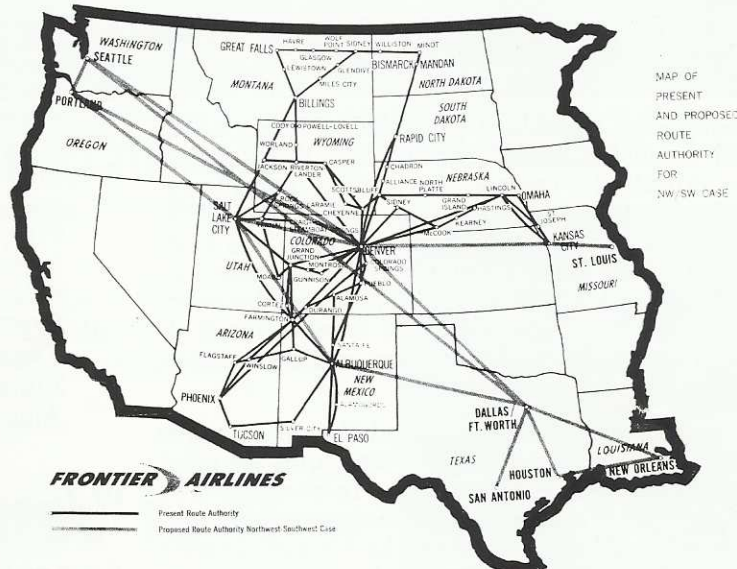 MAP OF
PRESENT
AND PROPOSED
ROUTE
AUTHORITY
FOR
NW/SW CASE
WASHINGTON
SEATTLE
PORTLAND
OREGON
GREAT FALLS
HAVRE
WOLF
POINT
SIDNEY
WILLISTON
MINOT
GLASGOW
LEWISTOWN
GLENDIVE
MILES CITY
MONTANA
BISMARCK
MANDAN
NORTH DAKOTA
BILLINGS
SOUTH
DAKOTA
CODY
POWELL-LOVELL
WYOMING
WORLAND
RAPID CITY
JACKSON
RIVERTON
LANDER
CASPER
CHADRON
ALLIANCE
NEBRASKA
SCOTTSBLUFF
NORTH
PLATTE
LINCOLN
OMAHA
SIDNEY
GRAND
ISLAND
HASTINGS
KEARNEY
McCOOK
ST.
JOSEPH
KANSAS
CITY
ST. LOUIS
MISSOURI
ROCK
LARAMIE
CHEYENNE
SALT
LAKE
CITY
COLORADO
DENVER
GRAND
JUNCTION
MONTROSE
COLORADO
SPRINGS
UTAH
MOAB
GUNNISON
PUEBLO
CORTEZ
ALAMOSA
DURANGO
FARMINGTON
ARIZONA
SANTA FE
FLAGSTAFF
WINSLOW
GALLUP
ALBUQUERQUE
NEW
MEXICO
PHOENIX
ALAMOGORDO
TUCSON
SILVER CITY
EL PASO
DALLAS
FT. WORTH
TEXAS
HOUSTON
SAN ANTONIO
LOUISIANA
NEW ORLEANS
FRONTIER AIRLINES
Present Route Authority
Proposed Route Authority Northwest-Southwest Case